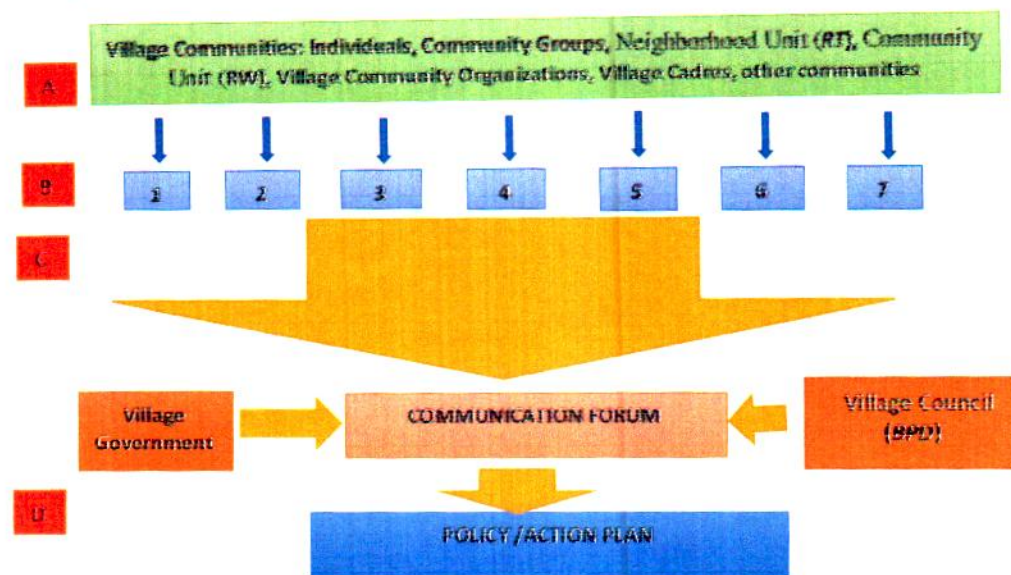 Village Communities: Individuals, Community Groups, Neighborhood Unit (RT), Community
Unit (RW), Village Community Organizations, Village Cadres, other communities
A
B
1 2 3 4 5 6 7
C
Village
Government
COMMUNICATION FORUM
Village Council
(BPD)
D
POLICY /ACTION PLAN